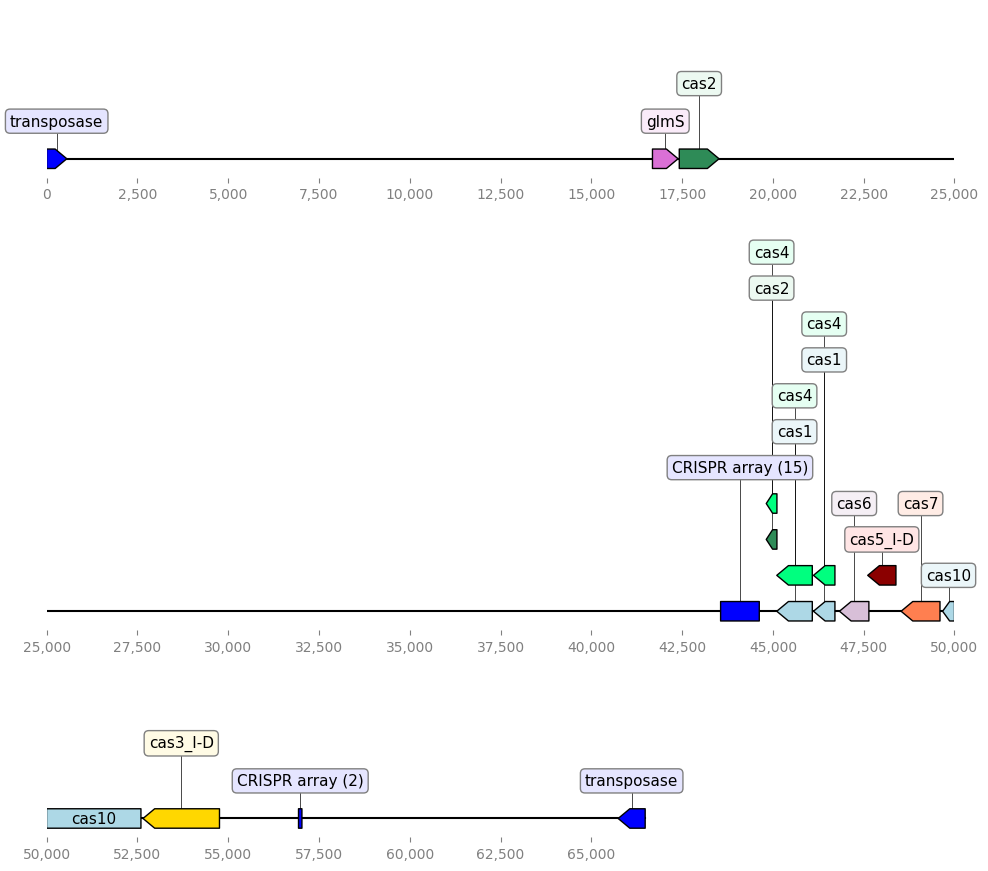 cas2
transposase
glmS
0 2,500 5,000 7,500 10,000 12,500 15,000 17,500 20,000 22,500 25,000
cas4
cas2
cas4
cas1
cas4
cas1
CRISPR array (15)
cas6 cas7
cas5_I-D
cas10
25,000 27,500 30,000 32,500 35,000 37,500 40,000 42,500 45,000 47,500 50,000
cas3_I-D
CRISPR array (2) transposase
cas10
50,000 52,500 55,000 57,500 60,000 62,500 65,000